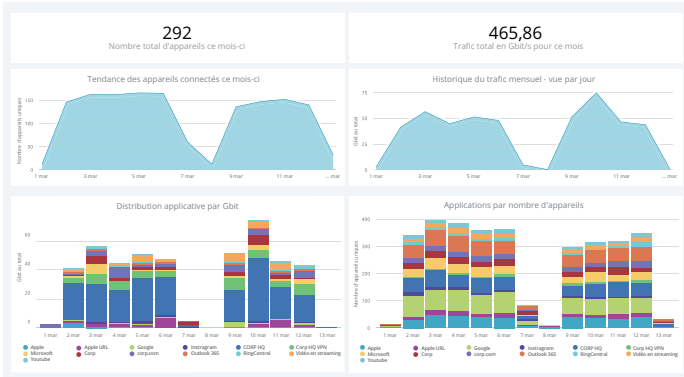 292
Nombre total d'appareils ce mois-ci
465,86
Trafic total en Gbit/s pour ce mois
Tendance des appareils connectés ce mois-ci
Nombre d'appareils uniques
150
100
50
0
1 mar
3 mar
5 mar
7 mar
9 mar
11 mar
... mar
Historique du trafic mensuel - vue par jour
Gbit au total
75
50
25
0
1 mar
3 mar
5 mar
7 mar
9 mar
11 mar
... mar
Distribution applicative par Gbit
Gbit au total
60
40
20
0
1 mar
2 mar
3 mar
4 mar
5 mar
6 mar
7 mar
8 mar
9 mar
10 mar
11 mar
12 mar
13 mar
Apple
Apple URL
Google
Instragram
CORP HQ
Corp HQ VPN
Microsoft
Corp
corp.com
Outlook 365
RingCentral
Vidéo en streaming
Youtube
Applications par nombre d'appareils
Nombre d'appareils uniques
400
300
200
100
0
1 mar
2 mar
3 mar
4 mar
5 mar
6 mar
7 mar
8 mar
9 mar
10 mar
11 mar
12 mar
13 mar
Apple
Apple URL
Google
Instragram
CORP HQ
Corp HQ VPN
Microsoft
Corp
corp.com
Outlook 365
RingCentral
Vidéo en streaming
Youtube